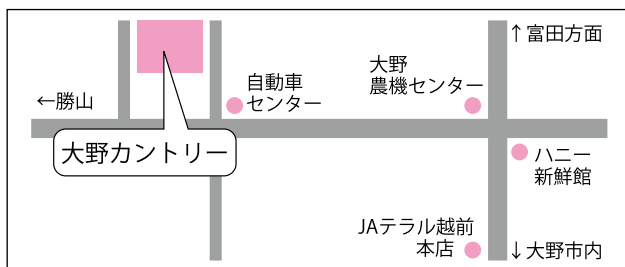 ↑富田方面
大野
農機センター
自動車
センター
←勝山
大野カントリー
ハニー
新鮮館
JAテラル越前
本店
↓大野市内